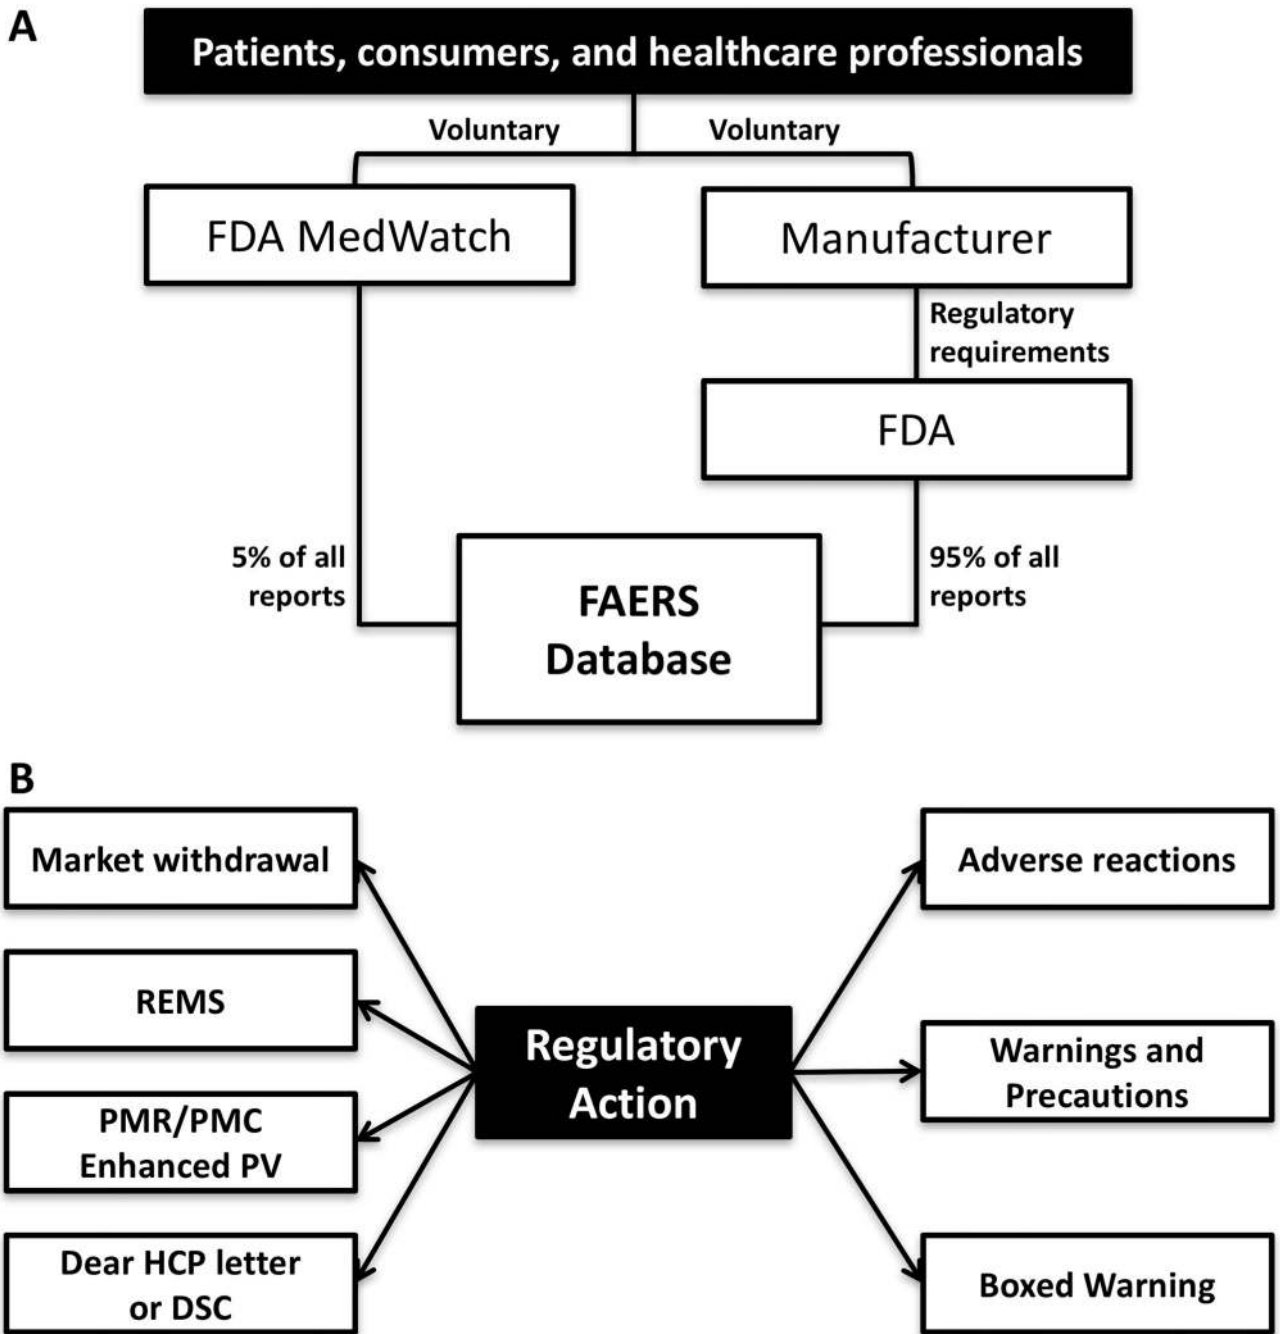 A
Patients, consumers, and healthcare professionals
Voluntary
Voluntary
FDA MedWatch
Manufacturer
Regulatory
requirements
FDA
5% of all
reports
FAERS
Database
95% of all
reports
B
Market withdrawal
REMS
PMR/PMC
Enhanced PV
Dear HCP letter
or DSC
Regulatory
Action
Adverse reactions
Warnings and
Precautions
Boxed Warning